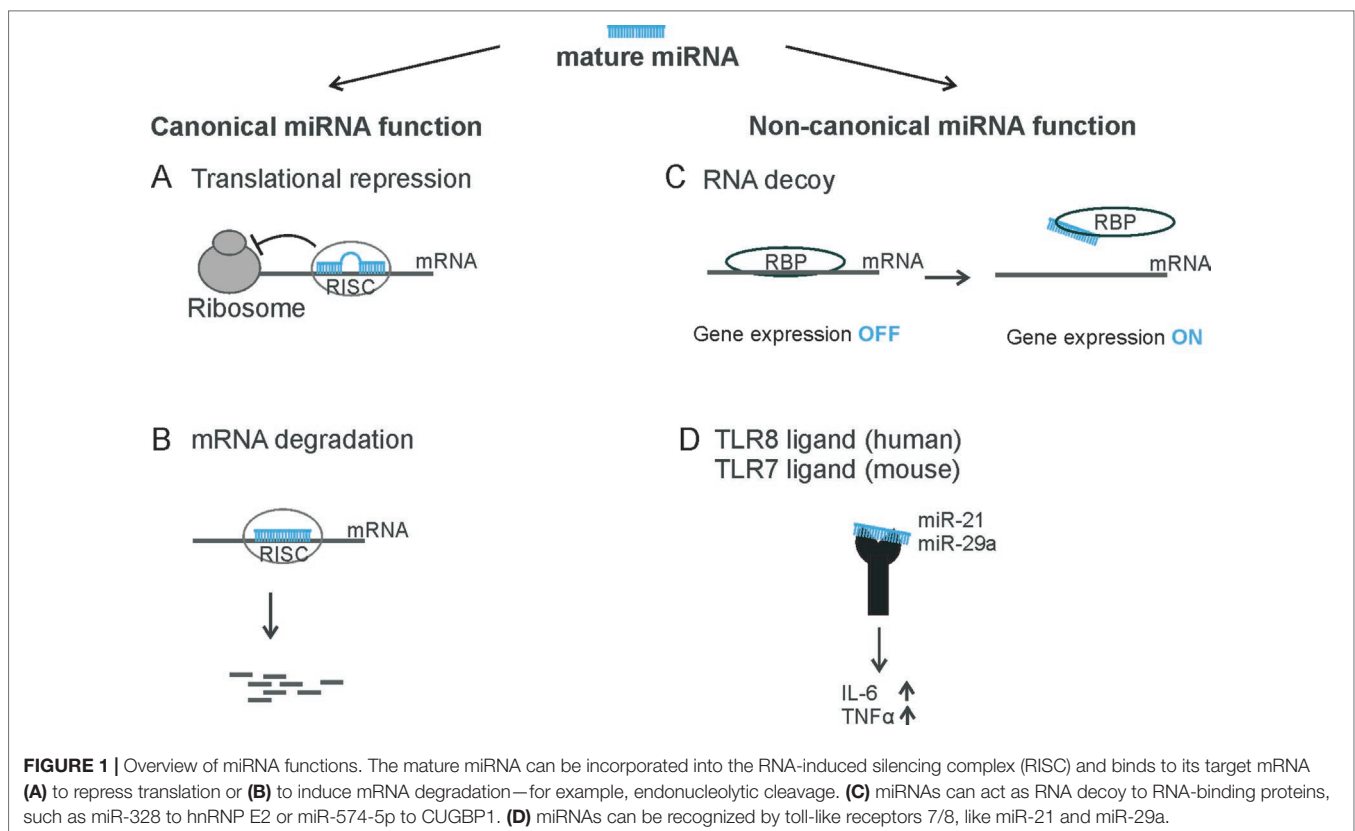 mature miRNA
Canonical miRNA function
Non-canonical miRNA function
A Translational repression
mRNA
RISC
Ribosome
C RNA decoy
RBP
mRNA
RBP
mRNA
Gene expression OFF
Gene expression ON
B mRNA degradation
mRNA
RISC
D TLR8 ligand (human)
TLR7 ligand (mouse)
miR-21
miR-29a
IL-6
TNFα
FIGURE 1 | Overview of miRNA functions. The mature miRNA can be incorporated into the RNA-induced silencing complex (RISC) and binds to its target mRNA
(A) to repress translation or (B) to induce mRNA degradation—for example, endonucleolytic cleavage. (C) miRNAs can act as RNA decoy to RNA-binding proteins,
such as miR-328 to hnRNP E2 or miR-574-5p to CUGBP1. (D) miRNAs can be recognized by toll-like receptors 7/8, like miR-21 and miR-29a.